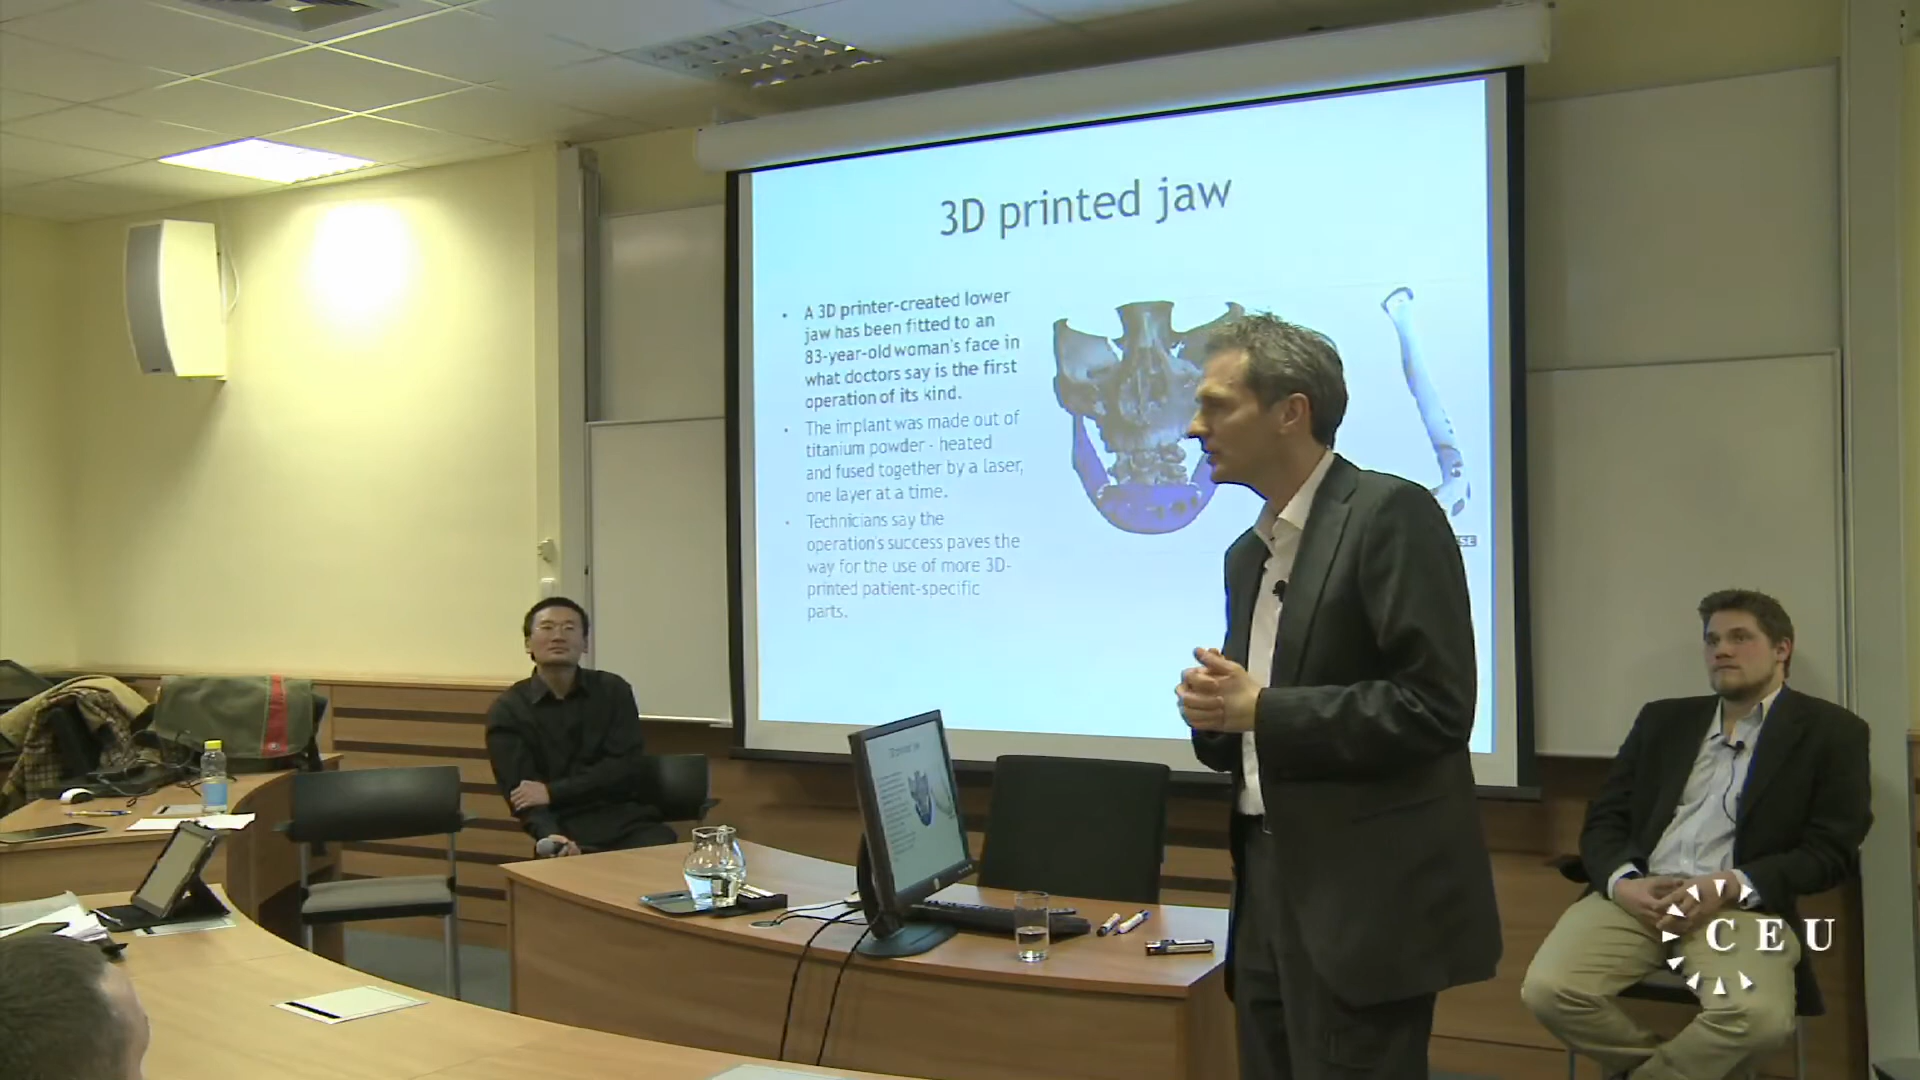 3D printed jaw
• A 3D printer-created lower
jaw has been fitted to an
83-year-old woman's face in
what doctors say is the first
operation of its kind.
• The implant was made out of
titanium powder - heated
and fused together by a laser,
one layer at a time.
• Technicians say the
operation's success paves the
way for the use of more 3D-
printed patient-specific
parts.
SE
CEU